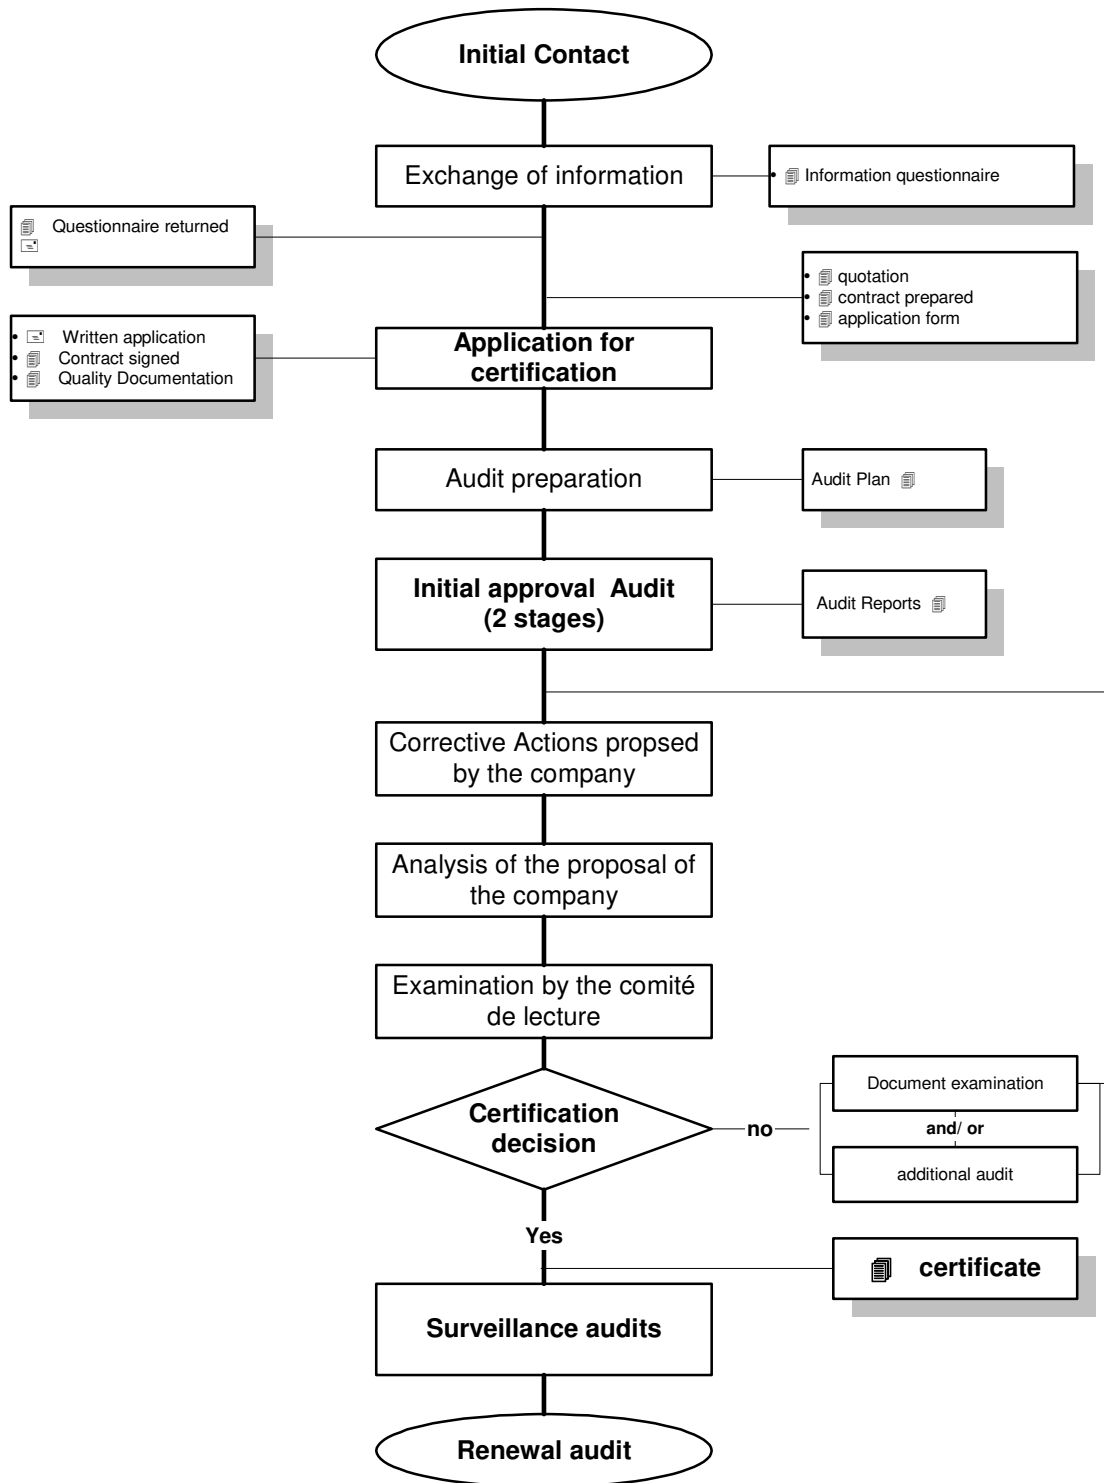 Initial Contact
Exchange of information
• Information questionnaire
Questionnaire returned
• quotation
• contract prepared
• application form
• Written application
• Contract signed
• Quality Documentation
Application for
certification
Audit preparation
Audit Plan
Initial approval Audit
(2 stages)
Audit Reports
Corrective Actions propsed
by the company
Analysis of the proposal of
the company
Examination by the comité
de lecture
Certification
decision
no
Document examination
and/ or
additional audit
Yes
certificate
Surveillance audits
Renewal audit